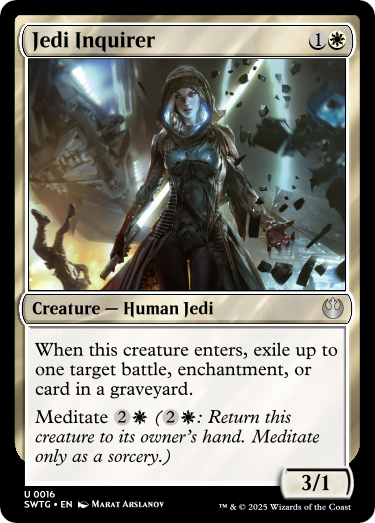 Jedi Inquirer 1
Creature — Human Jedi
When this creature enters, exile up to
one target battle, enchantment, or
card in a graveyard.
Meditate 2 (2: Return this
creature to its owner's hand. Meditate
only as a sorcery.)
3/1
U 0016
SWTG • EN Marat Arslanov
™ & © 2025 Wizards of the Coast